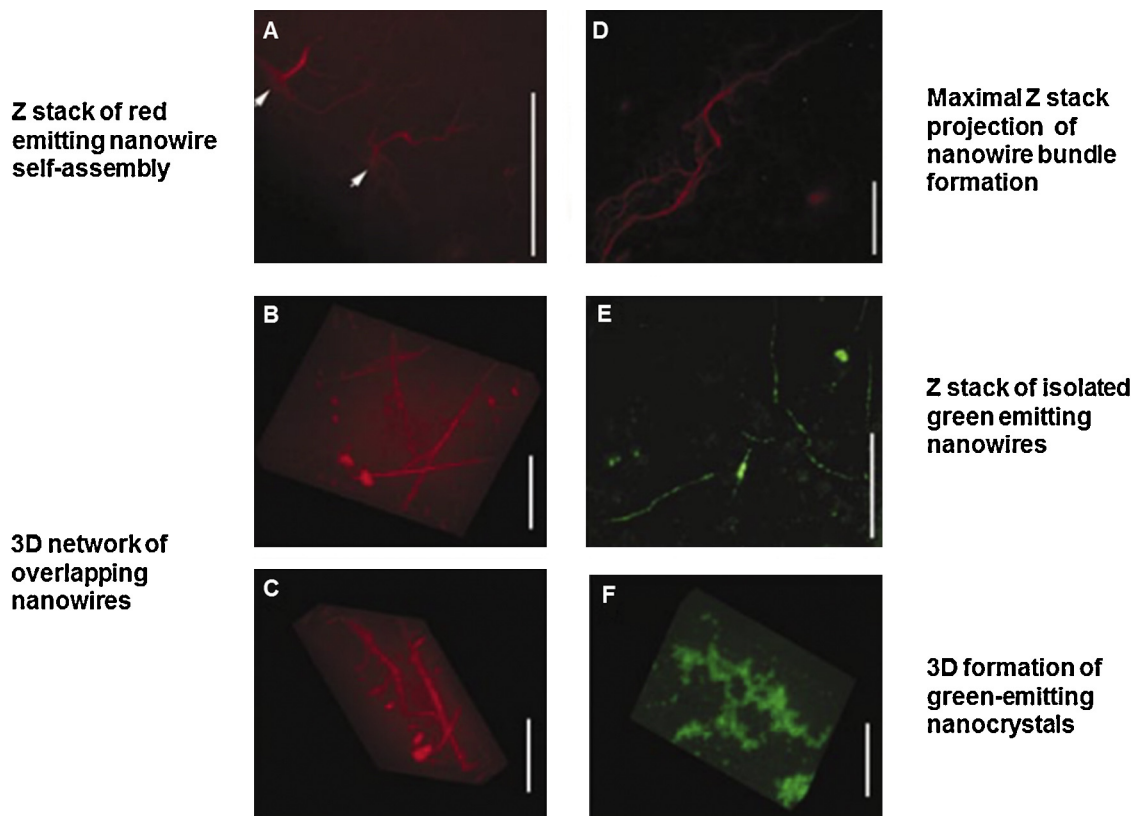 A
Z stack of red
emitting nanowire
self-assembly
D
Maximal Z stack
projection of
nanowire bundle
formation
B
3D network of
overlapping
nanowires
C
E
Z stack of isolated
green emitting
nanowires
F
3D formation of
green-emitting
nanocrystals